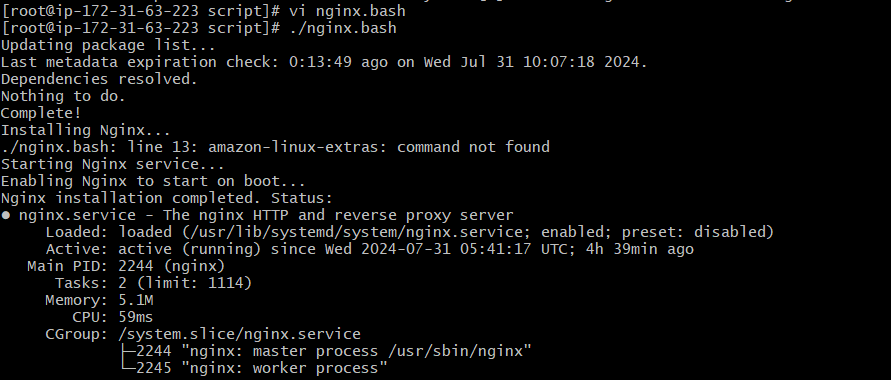 [root@ip-172-31-63-223 script]# vi nginx.bash
[root@ip-172-31-63-223 script]# ./nginx.bash
Updating package list...
Last metadata expiration check: 0:13:49 ago on Wed Jul 31 10:07:18 2024.
Dependencies resolved.
Nothing to do.
Complete!
Installing Nginx...
./nginx.bash: line 13: amazon-linux-extras: command not found
Starting Nginx service...
Enabling Nginx to start on boot...
Nginx installation completed. Status:
● nginx.service - The nginx HTTP and reverse proxy server
     Loaded: loaded (/usr/lib/systemd/system/nginx.service; enabled; preset: disabled)
     Active: active (running) since Wed 2024-07-31 05:41:17 UTC; 4h 39min ago
   Main PID: 2244 (nginx)
      Tasks: 2 (limit: 1114)
     Memory: 5.1M
        CPU: 59ms
     CGroup: /system.slice/nginx.service
             ├─2244 "nginx: master process /usr/sbin/nginx"
             └─2245 "nginx: worker process"